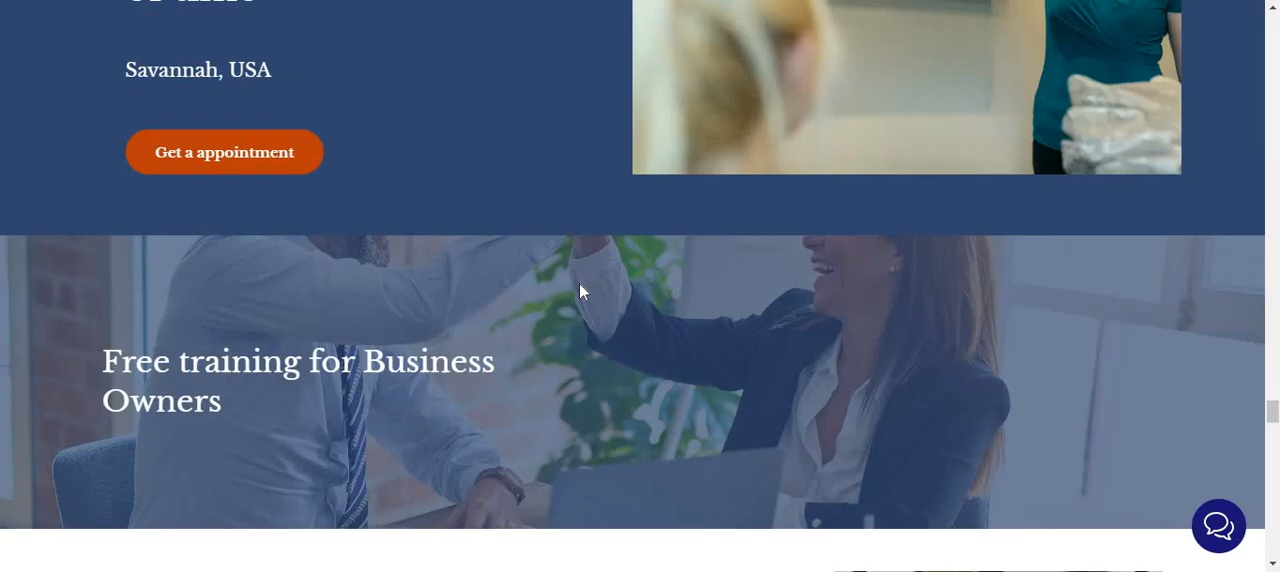 Savannah, USA
Get a appointment
Free training for Business
Owners